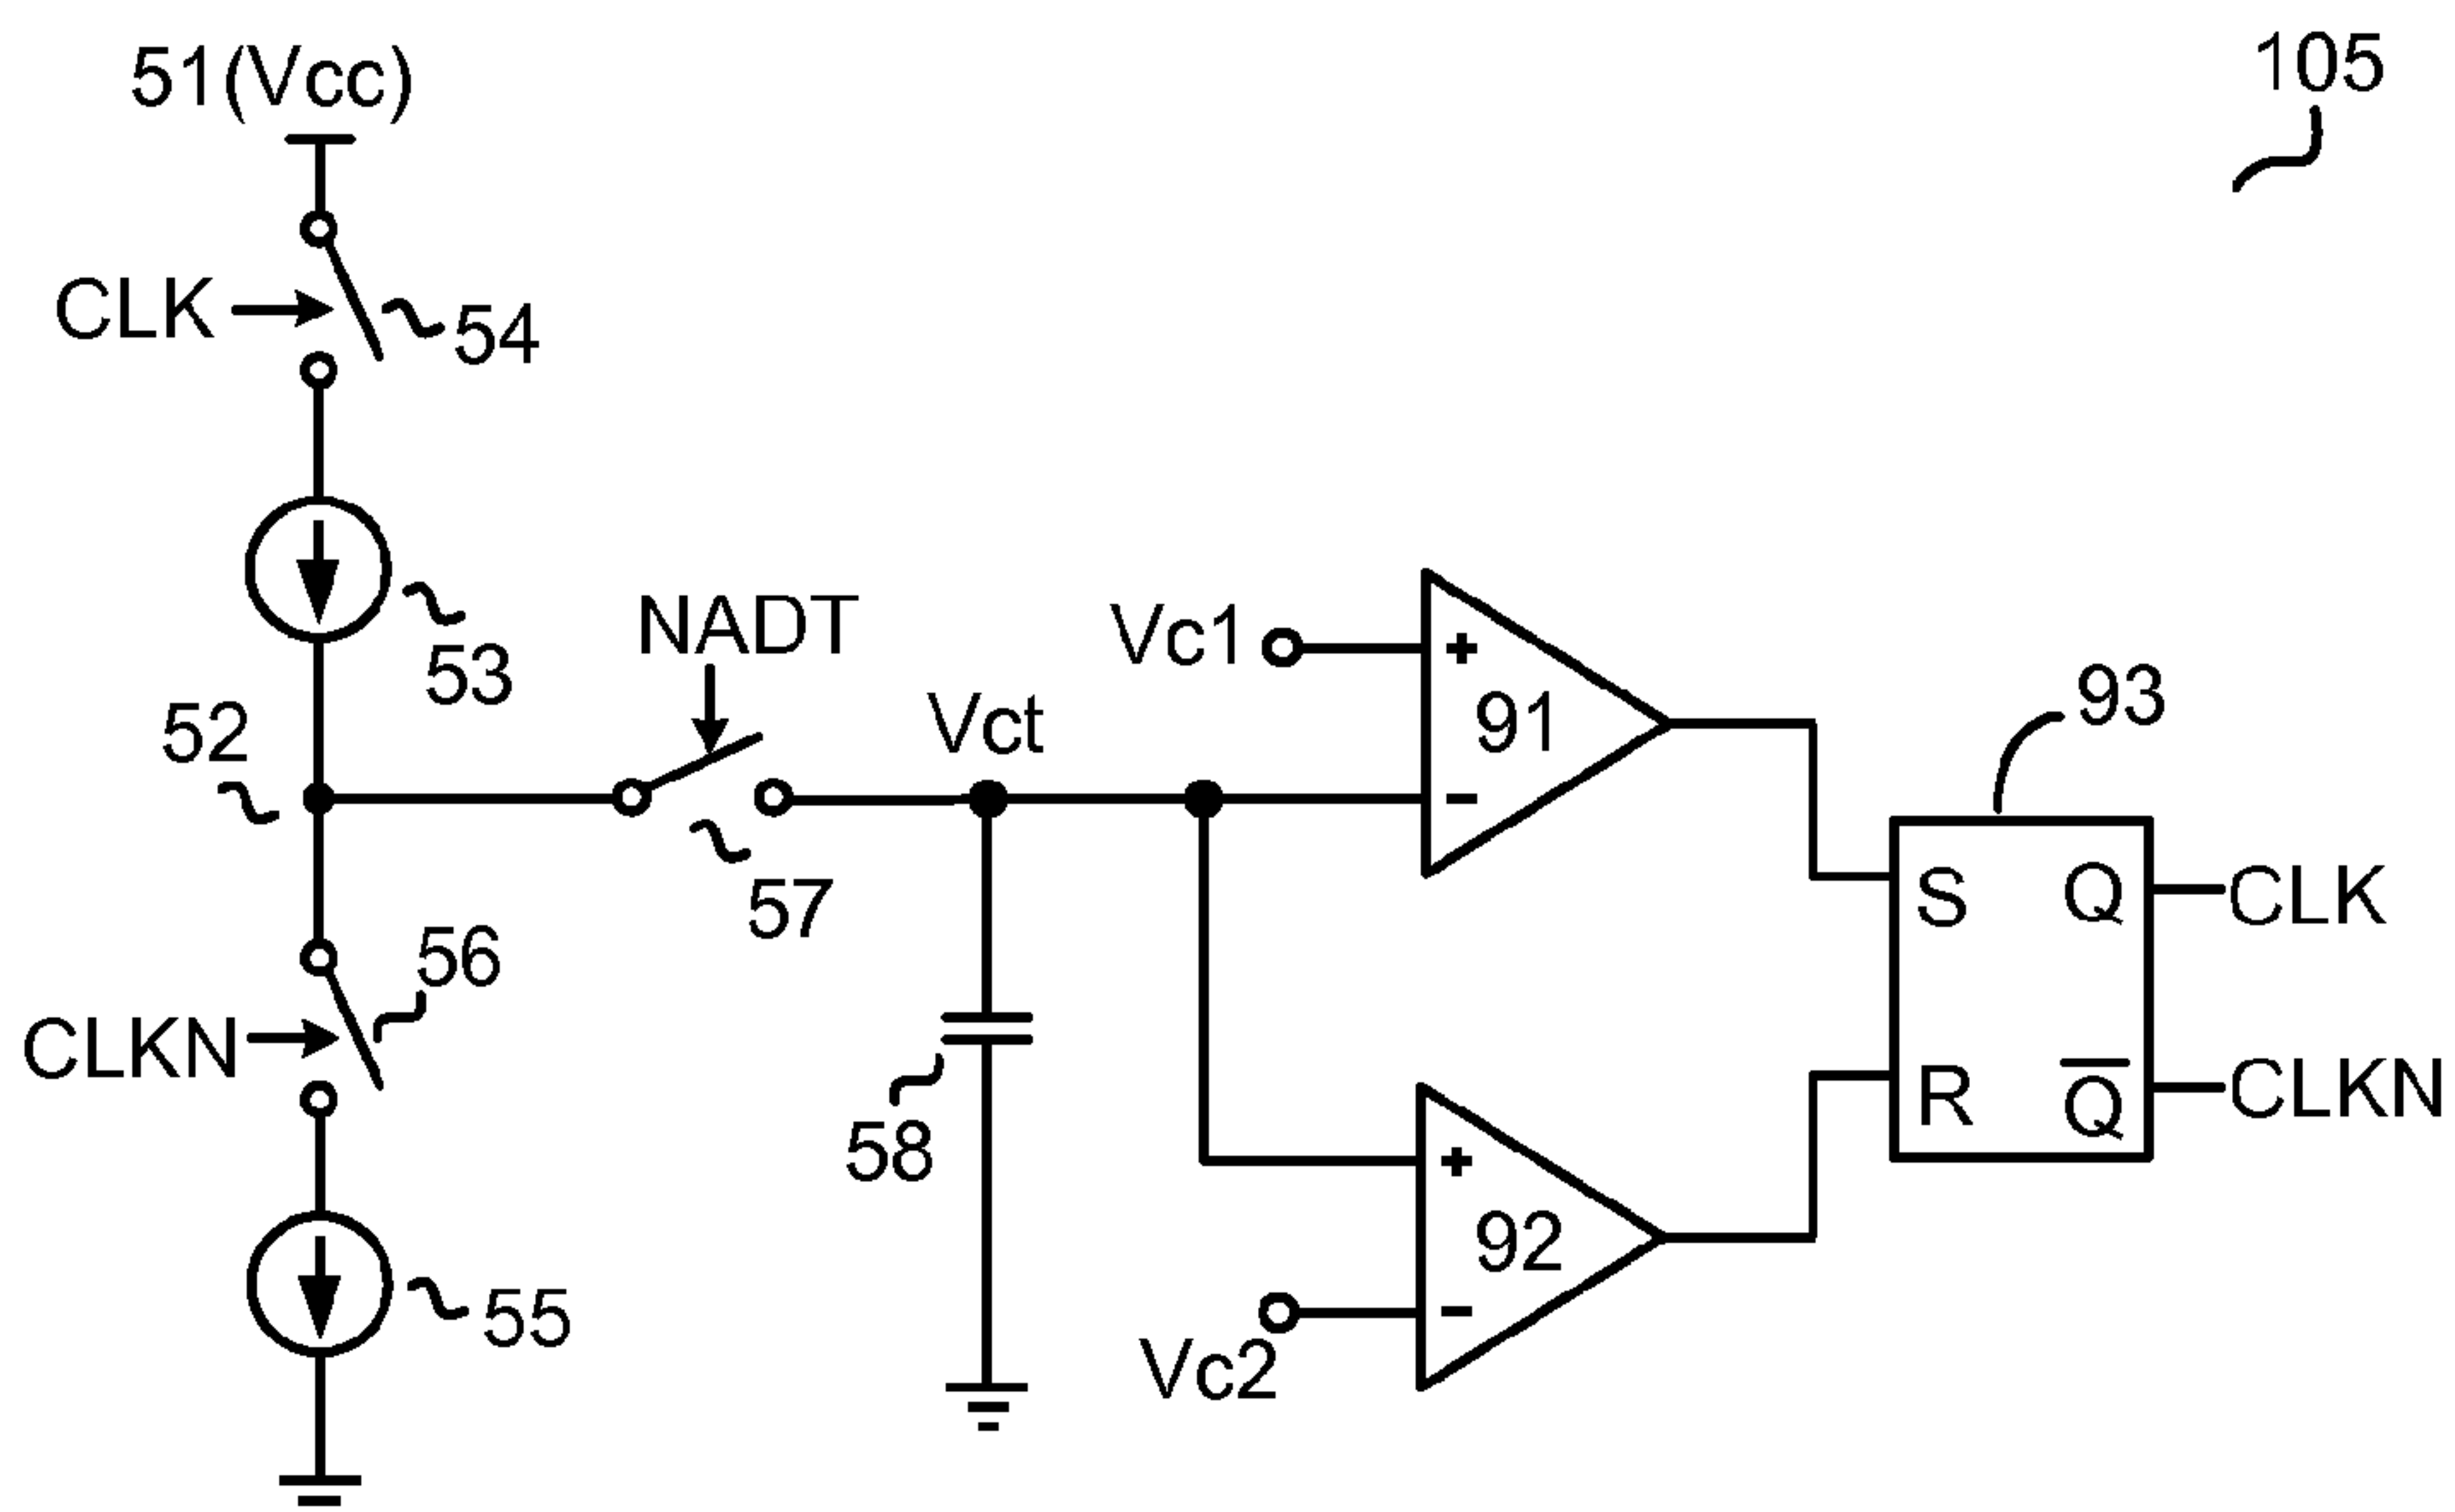 51(Vcc)
105
CLK
54
53
NADT
52
Vct
57
Vc1
+
91
-
93
S
Q
CLK
56
CLKN
58
R
Q̅
CLKN
+
92
-
55
Vc2